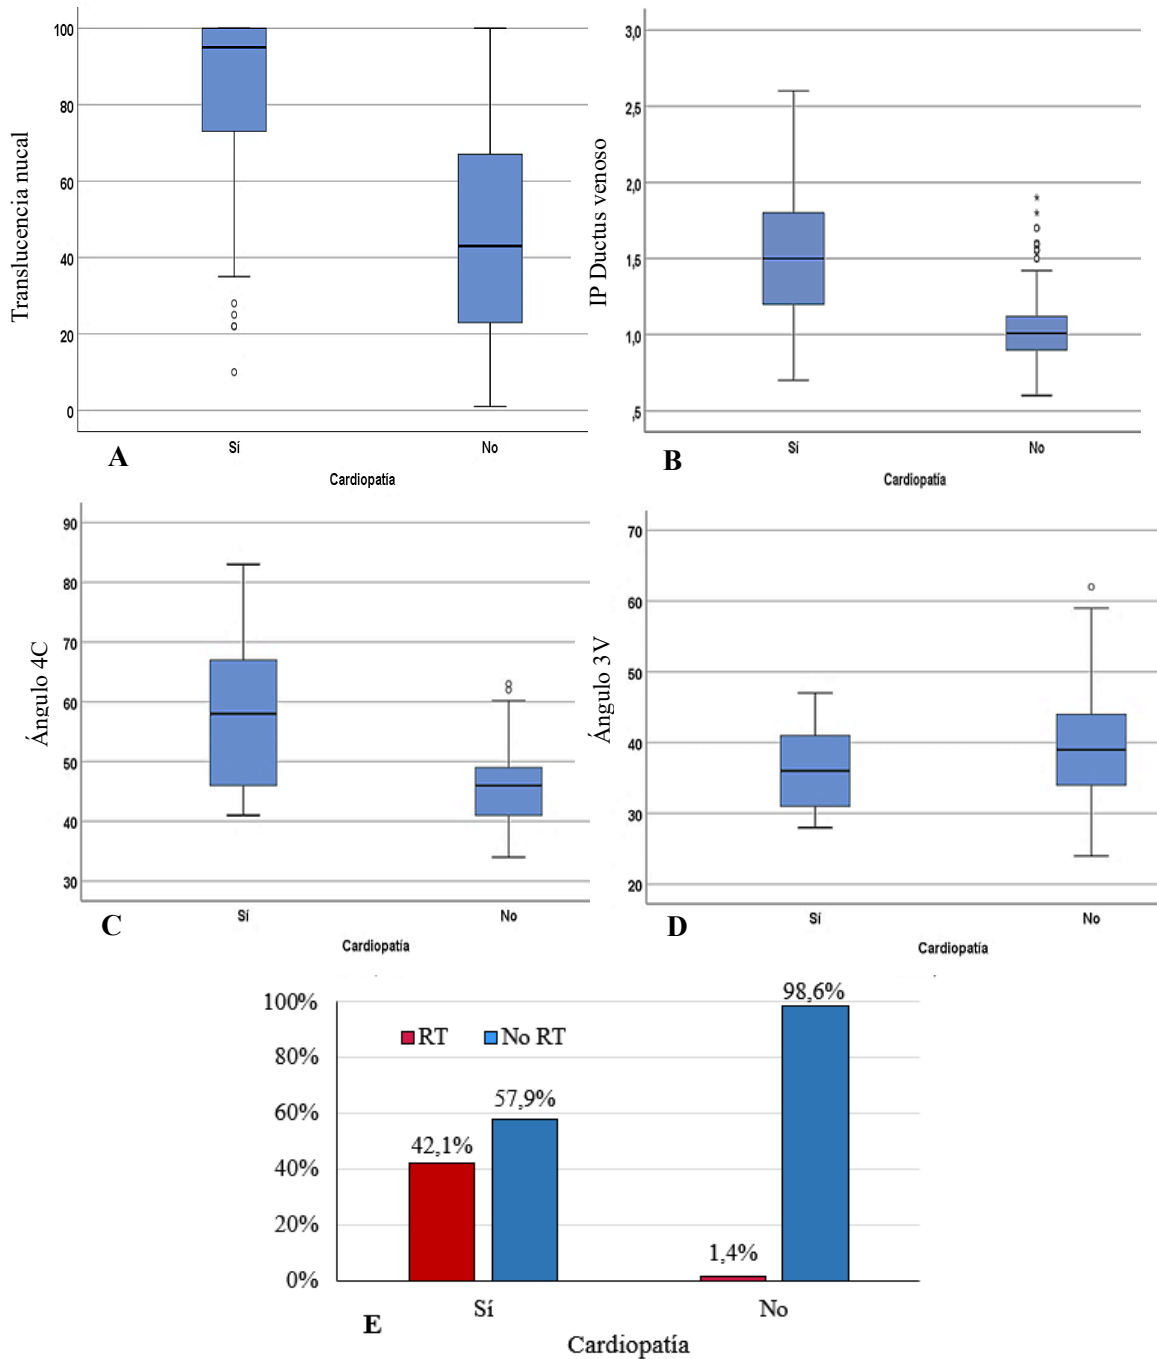 100
80
60
40
20
0
Translucencia nucal
Sí
No
A
Cardiopatía
3,0
2,5
2,0
1,5
1,0
,5
IP Ductus venoso
Sí
No
B
Cardiopatía
90
80
70
60
50
40
30
Ángulo 4C
Sí
No
C
Cardiopatía
70
60
50
40
30
20
Ángulo 3V
Sí
No
D
Cardiopatía
100%
80%
60%
40%
20%
0%
RT
No RT
42,1%
57,9%
1,4%
98,6%
Sí
No
E
Cardiopatía